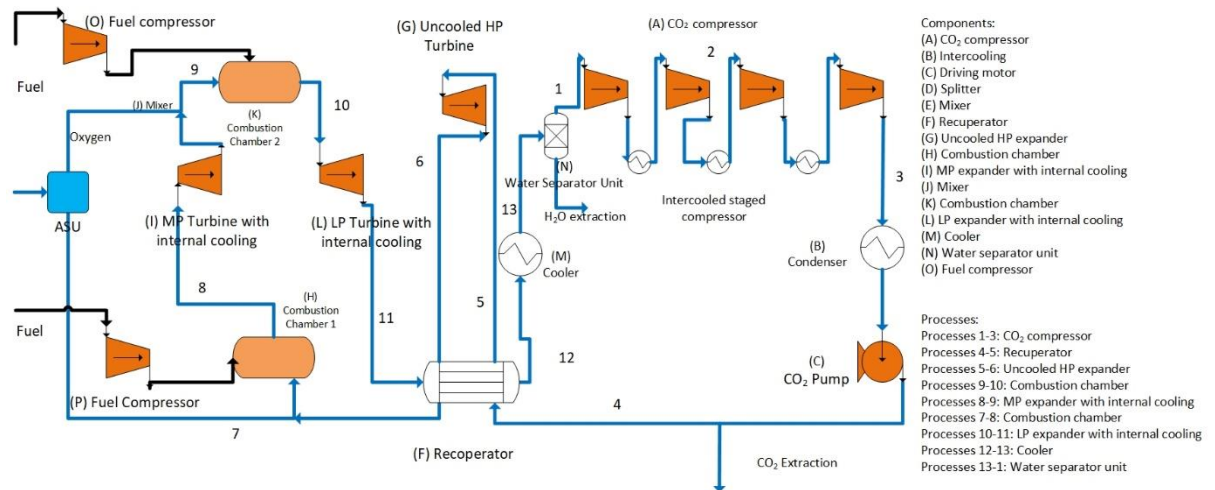 (O) Fuel compressor
Fuel
(J) Mixer
9
(K)
Combustion
Chamber 2
10
Oxygen
ASU
(I) MP Turbine with
internal cooling
(L) LP Turbine with
internal cooling
8
(H)
Combustion
Chamber 1
11
Fuel
(P) Fuel Compressor
7
(G) Uncooled HP
Turbine
6
5
(F) Recoperator
12
(M)
Cooler
13
1
(N)
Water Separator Unit
H₂O extraction
(A) CO₂ compressor
2
Intercooled staged
compressor
3
(B)
Condenser
(C)
CO₂ Pump
4
CO₂ Extraction
Components:
(A) CO₂ compressor
(B) Intercooling
(C) Driving motor
(D) Splitter
(E) Mixer
(F) Recuperator
(G) Uncooled HP expander
(H) Combustion chamber
(I) MP expander with internal cooling
(J) Mixer
(K) Combustion chamber
(L) LP expander with internal cooling
(M) Cooler
(N) Water separator unit
(O) Fuel compressor
Processes:
Processes 1-3: CO₂ compressor
Processes 4-5: Recuperator
Processes 5-6: Uncooled HP expander
Processes 9-10: Combustion chamber
Processes 8-9: MP expander with internal cooling
Processes 7-8: Combustion chamber
Processes 10-11: LP expander with internal cooling
Processes 12-13: Cooler
Processes 13-1: Water separator unit